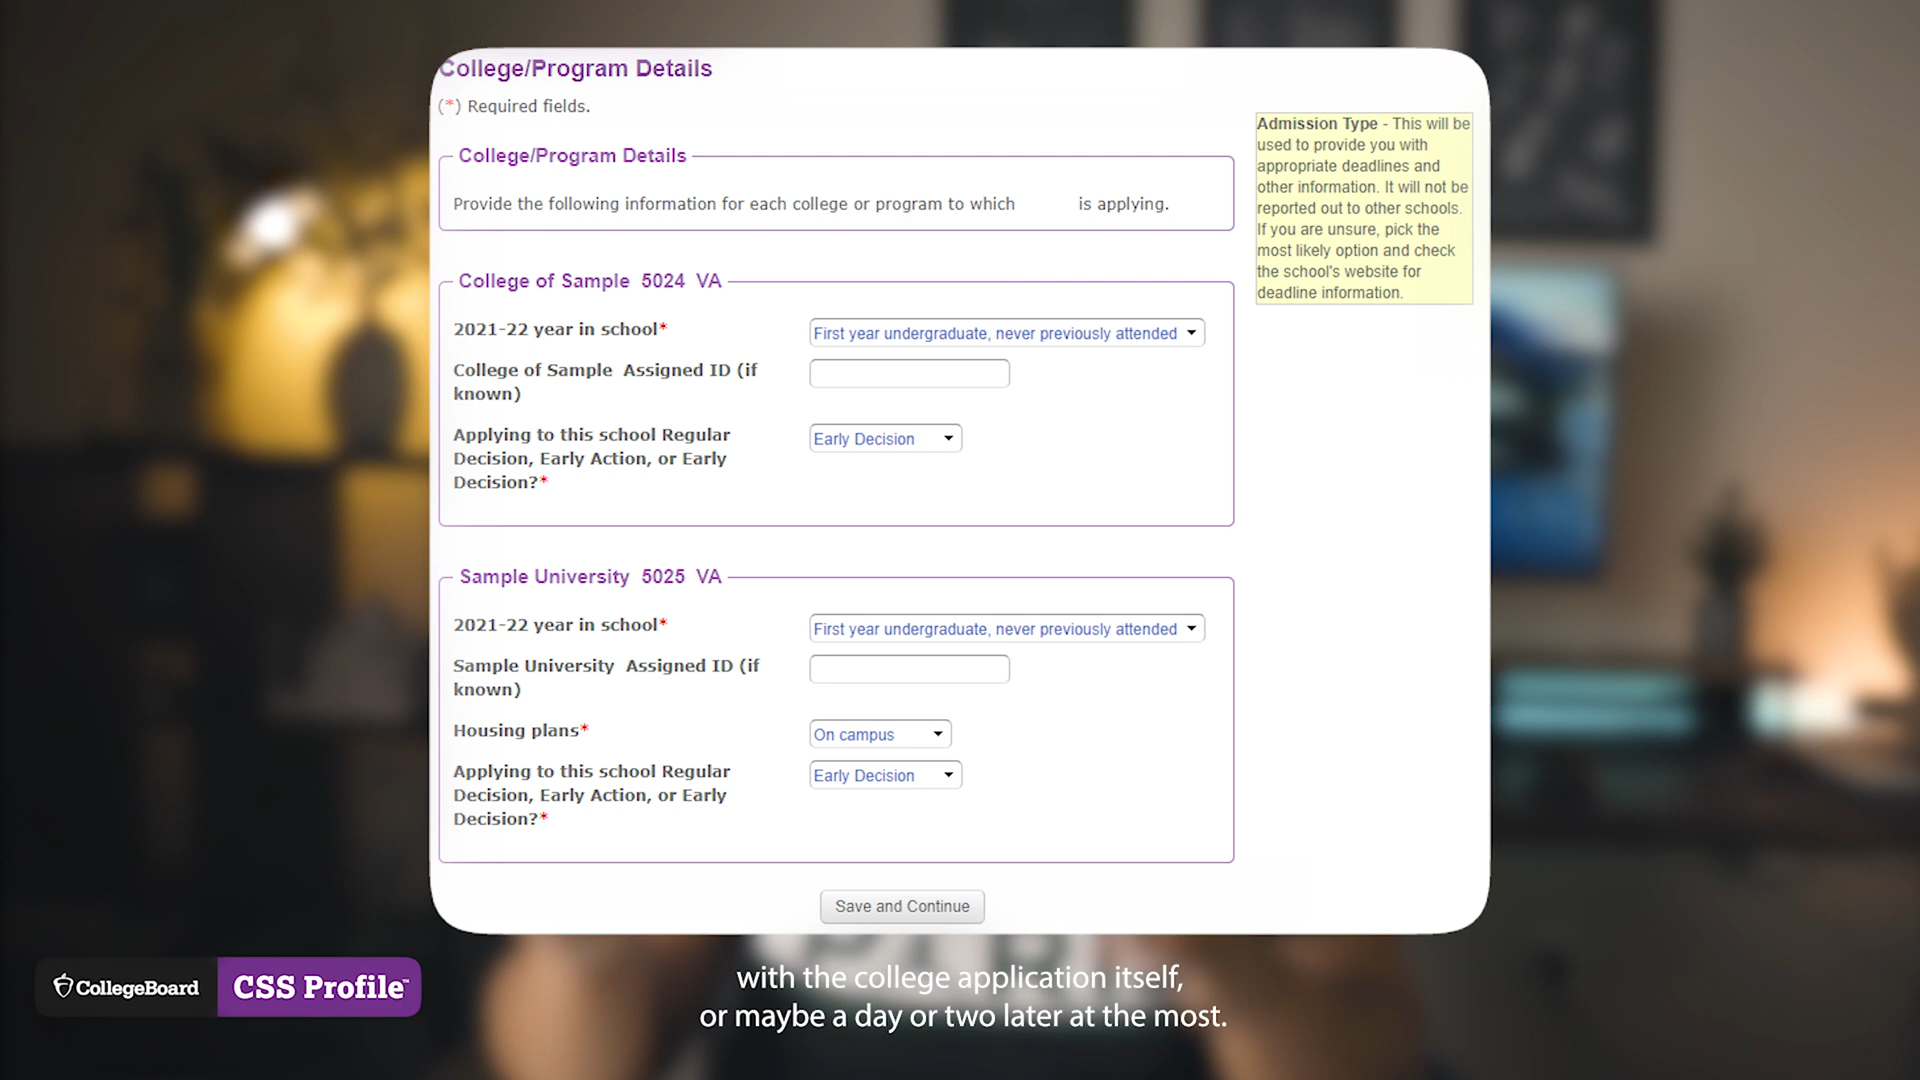 College/Program Details
(*) Required fields.
College/Program Details
Provide the following information for each college or program to which is applying.
Admission Type - This will be
used to provide you with
appropriate deadlines and
other information. It will not be
reported out to other schools.
If you are unsure, pick the
most likely option and check
the school's website for
deadline information.
College of Sample 5024 VA
2021-22 year in school* First year undergraduate, never previously attended
College of Sample Assigned ID (if
known)
Applying to this school Regular Early Decision
Decision, Early Action, or Early
Decision?*
Sample University 5025 VA
2021-22 year in school* First year undergraduate, never previously attended
Sample University Assigned ID (if
known)
Housing plans* On campus
Applying to this school Regular Early Decision
Decision, Early Action, or Early
Decision?*
Save and Continue
CollegeBoard CSS Profile™
with the college application itself,
or maybe a day or two later at the most.